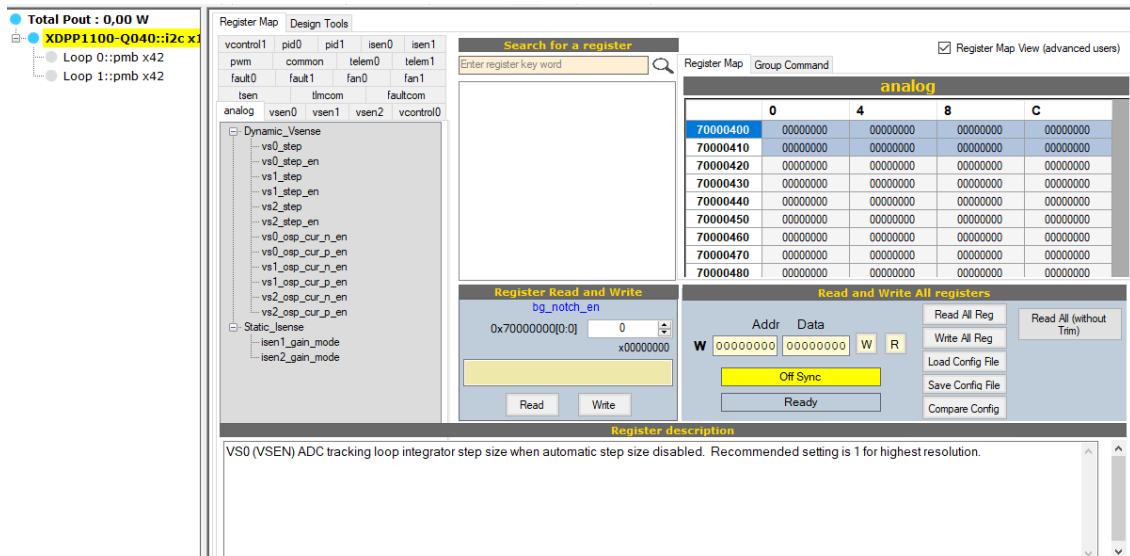 Total Pout : 0,00 W
XDPP1100-Q040::i2c x1
Loop 0::pmb x42
Loop 1::pmb x42
Register Map Design Tools
vcontrol1 pid0 pid1 isen0 isen1
pwm common telem0 telem1
fault0 fault1 fan0 fan1
tsen tlmcom faultcom
analog vsen0 vsen1 vsen2 vcontrol0
Dynamic_Vsense
vs0_step
vs0_step_en
vs1_step
vs1_step_en
vs2_step
vs2_step_en
vs0_osp_cur_n_en
vs0_osp_cur_p_en
vs1_osp_cur_n_en
vs1_osp_cur_p_en
vs2_osp_cur_n_en
vs2_osp_cur_p_en
Static_Isense
isen1_gain_mode
isen2_gain_mode
Search for a register
Enter register key word
Register Map View (advanced users)
Register Map Group Command
analog
0 4 8 C
70000400 00000000 00000000 00000000 00000000
70000410 00000000 00000000 00000000 00000000
70000420 00000000 00000000 00000000 00000000
70000430 00000000 00000000 00000000 00000000
70000440 00000000 00000000 00000000 00000000
70000450 00000000 00000000 00000000 00000000
70000460 00000000 00000000 00000000 00000000
70000470 00000000 00000000 00000000 00000000
70000480 00000000 00000000 00000000 00000000
Register Read and Write
bg_notch_en
0x70000000[0:0] 0
x00000000
Read Write
Read and Write All registers
Addr Data
W 00000000 00000000 W R
Off Sync
Ready
Read All Reg
Write All Reg
Load Config File
Save Config File
Compare Config
Read All (without
Trim)
Register description
VS0 (VSEN) ADC tracking loop integrator step size when automatic step size disabled. Recommended setting is 1 for highest resolution.